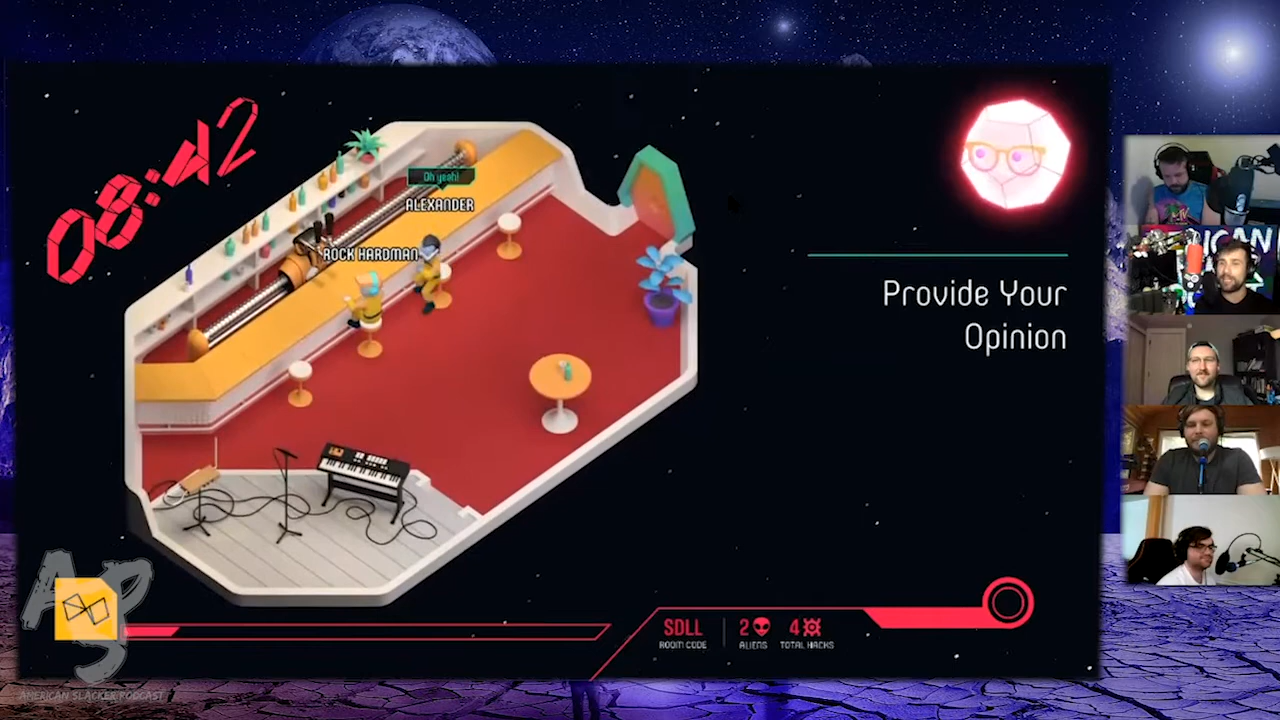 08:42
Oh yeah!
ALEXANDER
ROCK HARDMAN
Provide Your
Opinion
SDLL
ROOM CODE
2
ALIENS
4
TOTAL HACKS
APS
AMERICAN SLACKER PODCAST